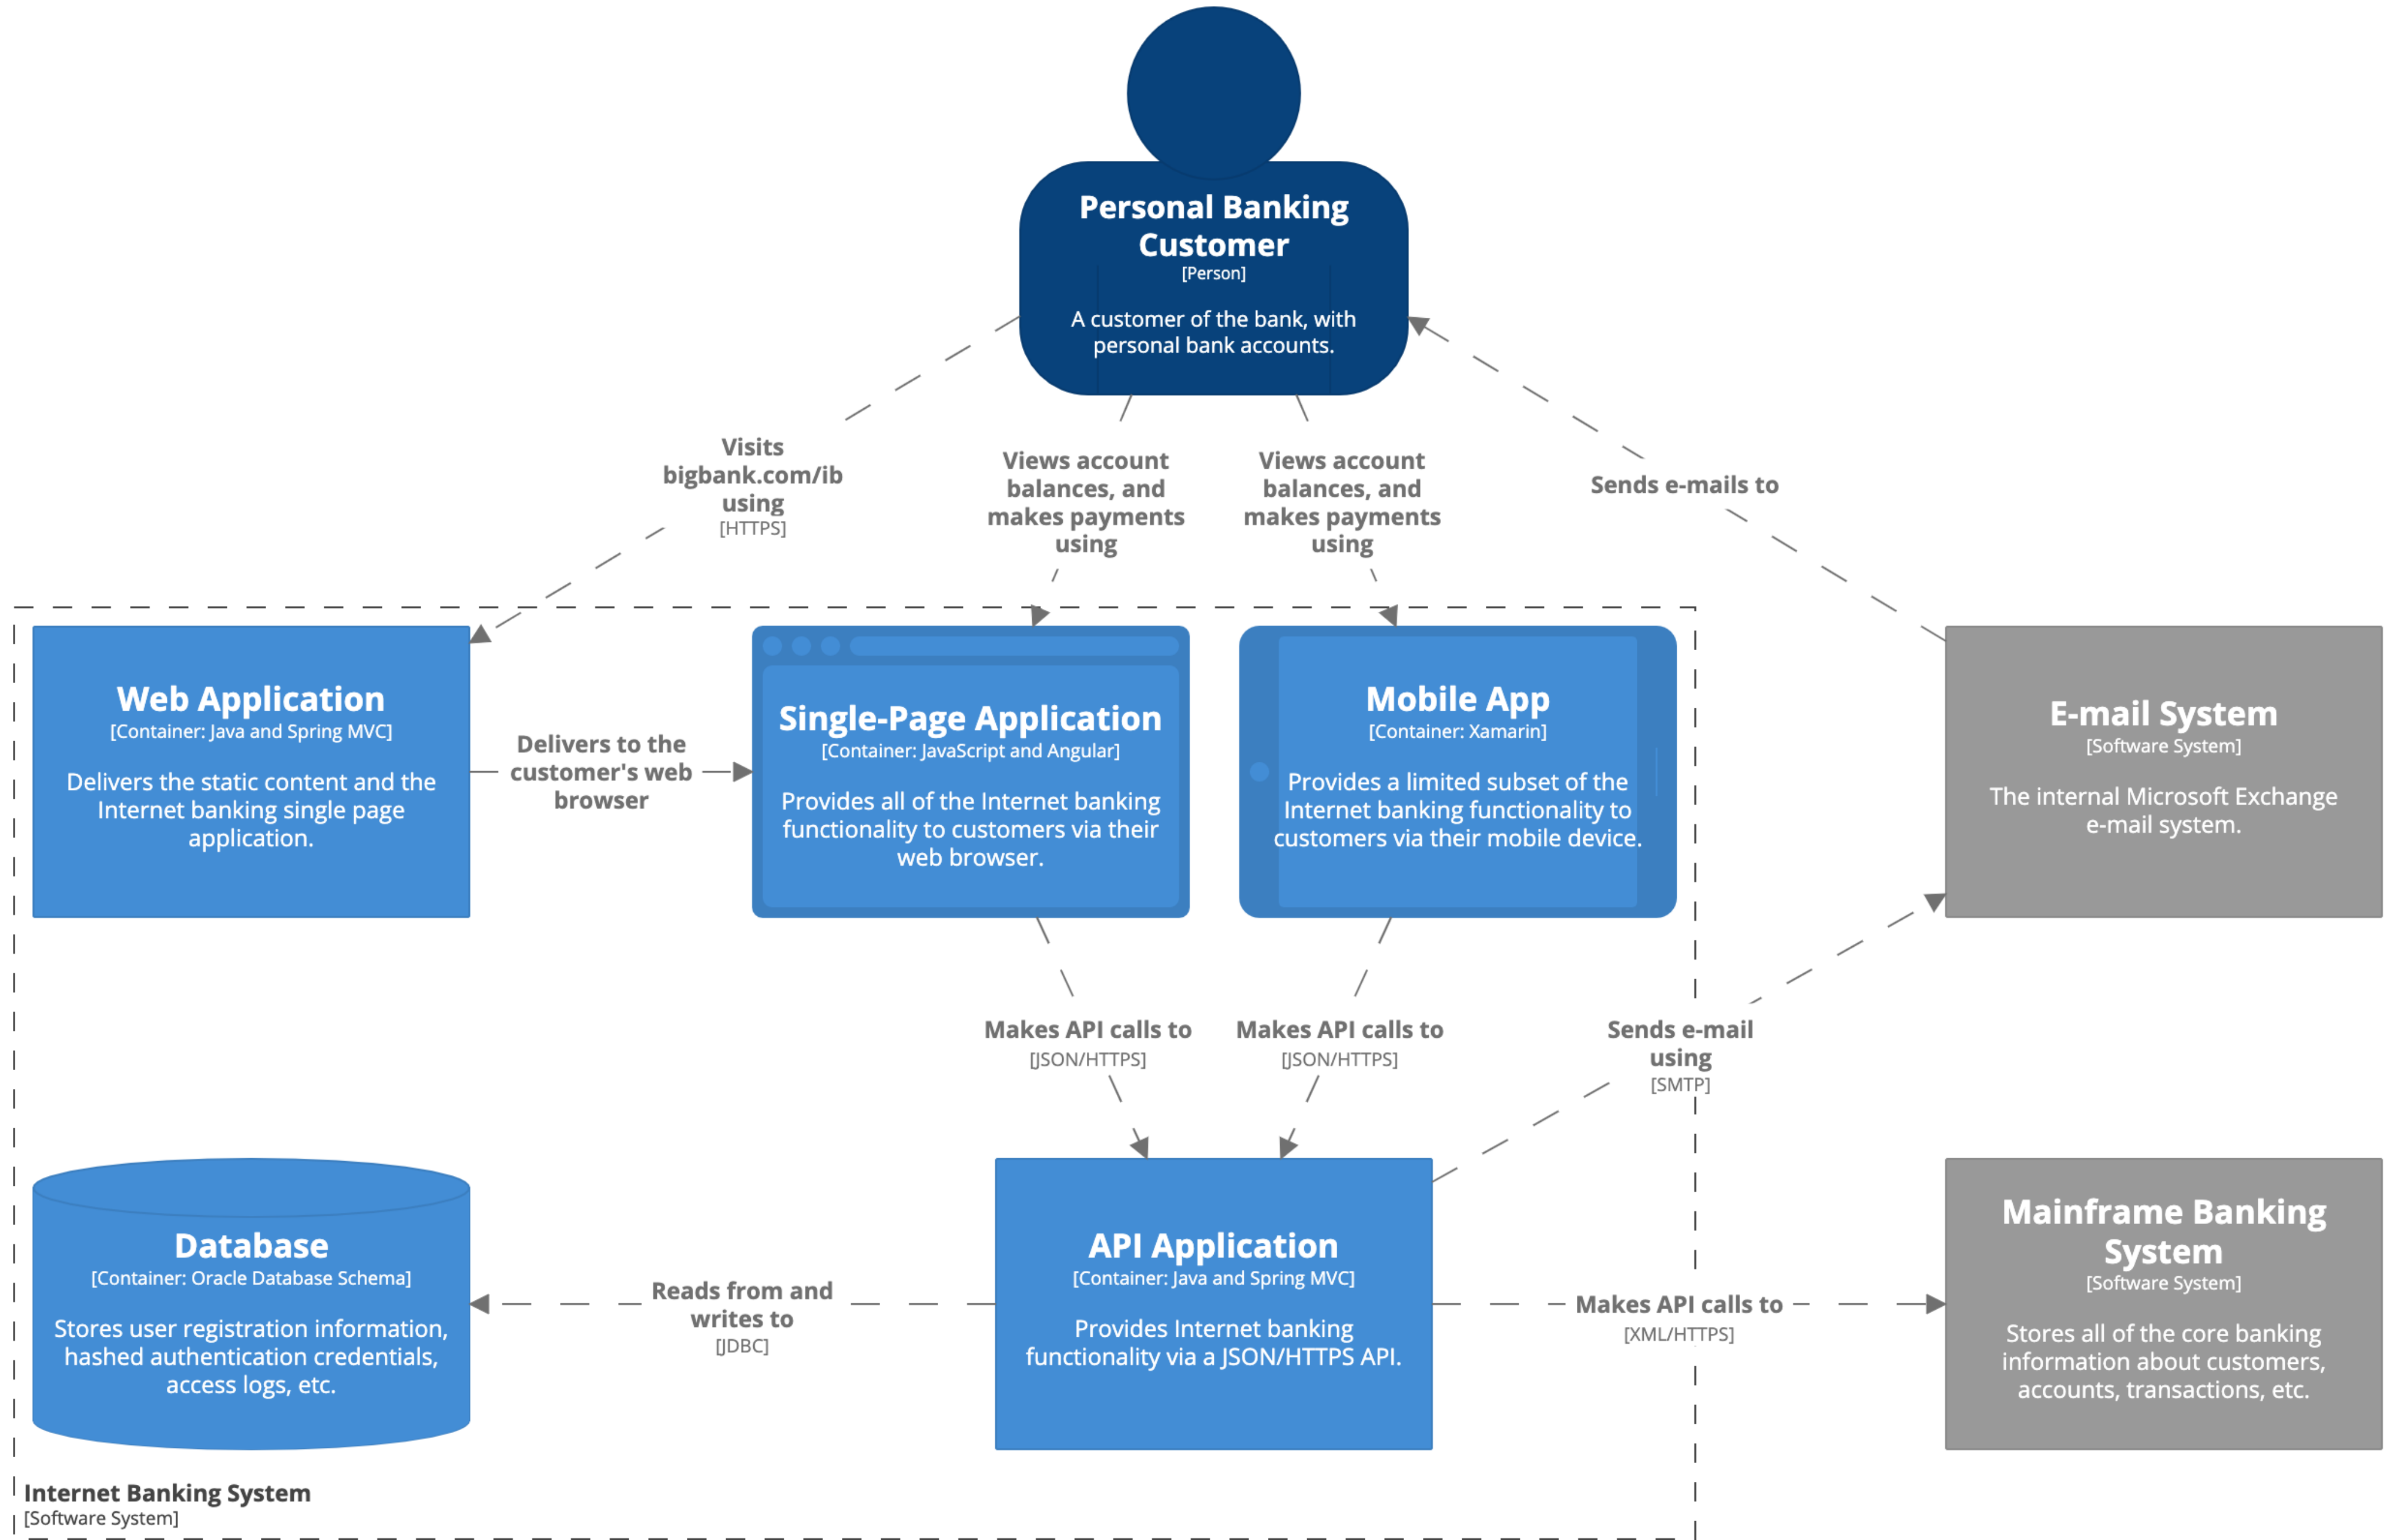 Personal Banking
Customer
[Person]
A customer of the bank, with
personal bank accounts.
Visits
bigbank.com/ib
using
[HTTPS]
Views account
balances, and
makes payments
using
Views account
balances, and
makes payments
using
Sends e-mails to
Web Application
[Container: Java and Spring MVC]
Delivers the static content and the
Internet banking single page
application.
Delivers to the
customer's web
browser
Single-Page Application
[Container: JavaScript and Angular]
Provides all of the Internet banking
functionality to customers via their
web browser.
Mobile App
[Container: Xamarin]
Provides a limited subset of the
Internet banking functionality to
customers via their mobile device.
E-mail System
[Software System]
The internal Microsoft Exchange
e-mail system.
Makes API calls to
[JSON/HTTPS]
Makes API calls to
[JSON/HTTPS]
Sends e-mail
using
[SMTP]
Database
[Container: Oracle Database Schema]
Stores user registration information,
hashed authentication credentials,
access logs, etc.
Reads from and
writes to
[JDBC]
API Application
[Container: Java and Spring MVC]
Provides Internet banking
functionality via a JSON/HTTPS API.
Makes API calls to
[XML/HTTPS]
Mainframe Banking
System
[Software System]
Stores all of the core banking
information about customers,
accounts, transactions, etc.
Internet Banking System
[Software System]